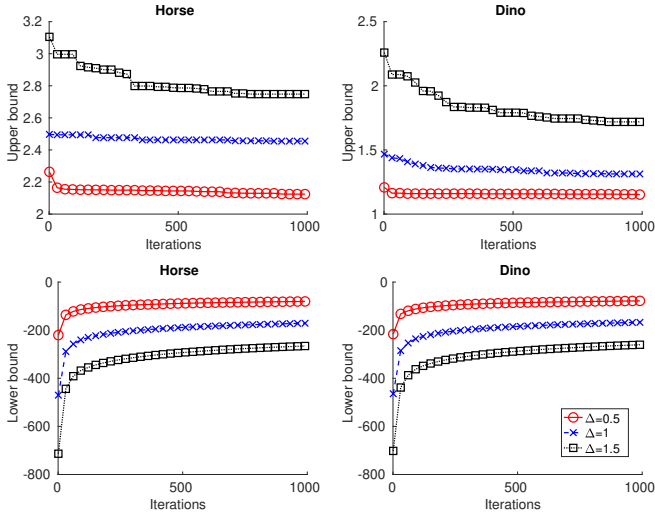 Horse
3.2
3
2.8
2.6
2.4
2.2
2
Upper bound
0
500
1000
Iterations
Dino
2.5
2
1.5
1
Upper bound
0
500
1000
Iterations
Horse
0
-200
-400
-600
-800
Lower bound
0
500
1000
Iterations
Dino
0
-200
-400
-600
-800
Lower bound
0
500
1000
Iterations
Δ=0.5
Δ=1
Δ=1.5